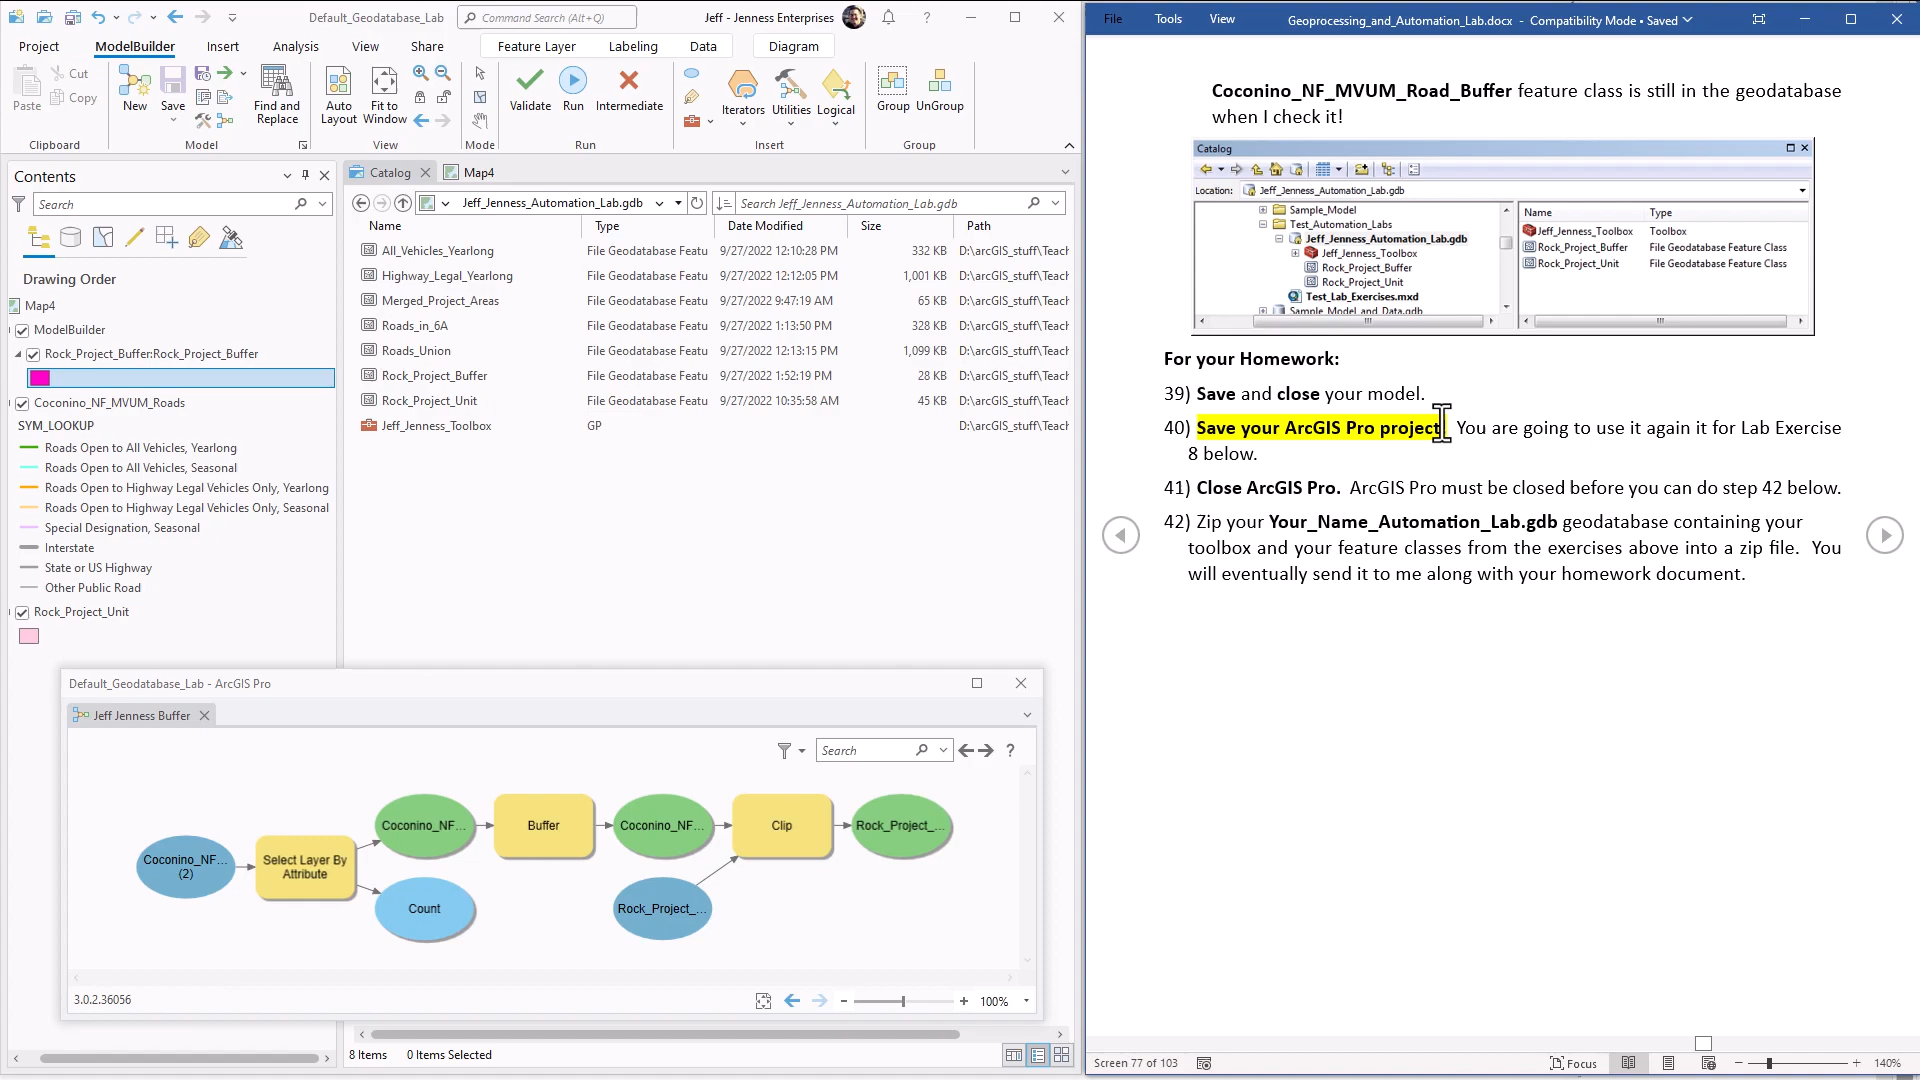 Default_Geodatabase_Lab
Command Search (Alt+Q)
Jeff - Jenness Enterprises
?
Project
ModelBuilder
Insert
Analysis
View
Share
Feature Layer
Labeling
Data
Diagram
Paste
Cut
Copy
New
Save
Find and Replace
Auto Layout
Fit to Window
Validate
Run
Intermediate
Iterators
Utilities
Logical
Group
UnGroup
Clipboard
Model
View
Mode
Run
Insert
Group
Contents
Search
Drawing Order
Map4
ModelBuilder
Rock_Project_Buffer:Rock_Project_Buffer
Coconino_NF_MVUM_Roads
SYM_LOOKUP
Roads Open to All Vehicles, Yearlong
Roads Open to All Vehicles, Seasonal
Roads Open to Highway Legal Vehicles Only, Yearlong
Roads Open to Highway Legal Vehicles Only, Seasonal
Special Designation, Seasonal
Interstate
State or US Highway
Other Public Road
Rock_Project_Unit
Catalog
Map4
Jeff_Jenness_Automation_Lab.gdb
Search Jeff_Jenness_Automation_Lab.gdb
Name Type Date Modified Size Path
All_Vehicles_Yearlong File Geodatabase Featu 9/27/2022 12:10:28 PM 332 KB D:\arcGIS_stuff\Teach
Highway_Legal_Yearlong File Geodatabase Featu 9/27/2022 12:12:05 PM 1,001 KB D:\arcGIS_stuff\Teach
Merged_Project_Areas File Geodatabase Featu 9/27/2022 9:47:19 AM 65 KB D:\arcGIS_stuff\Teach
Roads_in_6A File Geodatabase Featu 9/27/2022 1:13:50 PM 328 KB D:\arcGIS_stuff\Teach
Roads_Union File Geodatabase Featu 9/27/2022 12:13:15 PM 1,099 KB D:\arcGIS_stuff\Teach
Rock_Project_Buffer File Geodatabase Featu 9/27/2022 1:52:19 PM 28 KB D:\arcGIS_stuff\Teach
Rock_Project_Unit File Geodatabase Featu 9/27/2022 10:35:58 AM 45 KB D:\arcGIS_stuff\Teach
Jeff_Jenness_Toolbox GP D:\arcGIS_stuff\Teach
Default_Geodatabase_Lab - ArcGIS Pro
Jeff Jenness Buffer
Search
?
Coconino_NF... (2)
Select Layer By Attribute
Coconino_NF...
Count
Buffer
Coconino_NF...
Rock_Project_...
Clip
Rock_Project_...
3.0.2.36056
100%
8 Items 0 Items Selected
File
Tools
View
Geoprocessing_and_Automation_Lab.docx - Compatibility Mode • Saved
Coconino_NF_MVUM_Road_Buffer feature class is still in the geodatabase
when I check it!
Catalog
Location: Jeff_Jenness_Automation_Lab.gdb
Sample_Model
Test_Automation_Labs
Jeff_Jenness_Automation_Lab.gdb
Jeff_Jenness_Toolbox
Rock_Project_Buffer
Rock_Project_Unit
Test_Lab_Exercises.mxd
Sample_Model_and_Data.gdb
Name Type
Jeff_Jenness_Toolbox Toolbox
Rock_Project_Buffer File Geodatabase Feature Class
Rock_Project_Unit File Geodatabase Feature Class
For your Homework:
39) Save and close your model.
40) Save your ArcGIS Pro project You are going to use it again it for Lab Exercise
8 below.
41) Close ArcGIS Pro. ArcGIS Pro must be closed before you can do step 42 below.
42) Zip your Your_Name_Automation_Lab.gdb geodatabase containing your
toolbox and your feature classes from the exercises above into a zip file. You
will eventually send it to me along with your homework document.
Screen 77 of 103
Focus
140%